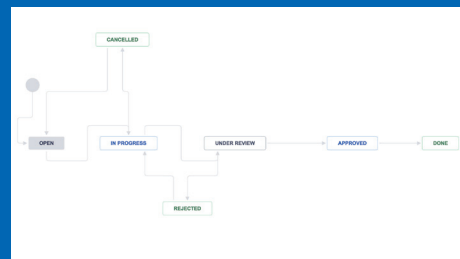 CANCELLED
OPEN
IN PROGRESS
UNDER REVIEW
APPROVED
DONE
REJECTED